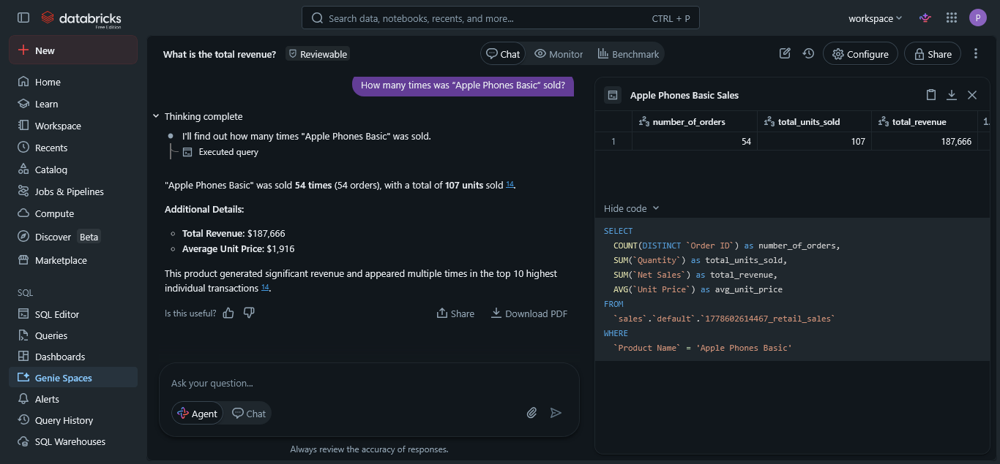 databricks
Free Edition
Search data, notebooks, recents, and more...
CTRL + P
workspace
P
New
Home
Learn
Workspace
Recents
Catalog
Jobs & Pipelines
Compute
Discover Beta
Marketplace
SQL
SQL Editor
Queries
Dashboards
Genie Spaces
Alerts
Query History
SQL Warehouses
What is the total revenue?
Reviewable
Chat
Monitor
Benchmark
Configure
Share
How many times was “Apple Phones Basic” sold?
Thinking complete
I'll find out how many times "Apple Phones Basic" was sold.
Executed query
"Apple Phones Basic" was sold 54 times (54 orders), with a total of 107 units sold 14.
Additional Details:
Total Revenue: $187,666
Average Unit Price: $1,916
This product generated significant revenue and appeared multiple times in the top 10 highest
individual transactions 14.
Is this useful?
Share
Download PDF
Ask your question...
Agent
Chat
Always review the accuracy of responses.
Apple Phones Basic Sales
number_of_orders total_units_sold total_revenue
1 54 107 187,666
Hide code
SELECT
COUNT(DISTINCT `Order ID`) as number_of_orders,
SUM(`Quantity`) as total_units_sold,
SUM(`Net Sales`) as total_revenue,
AVG(`Unit Price`) as avg_unit_price
FROM
`sales`.`default`.`1778602614467_retail_sales`
WHERE
`Product Name` = 'Apple Phones Basic'